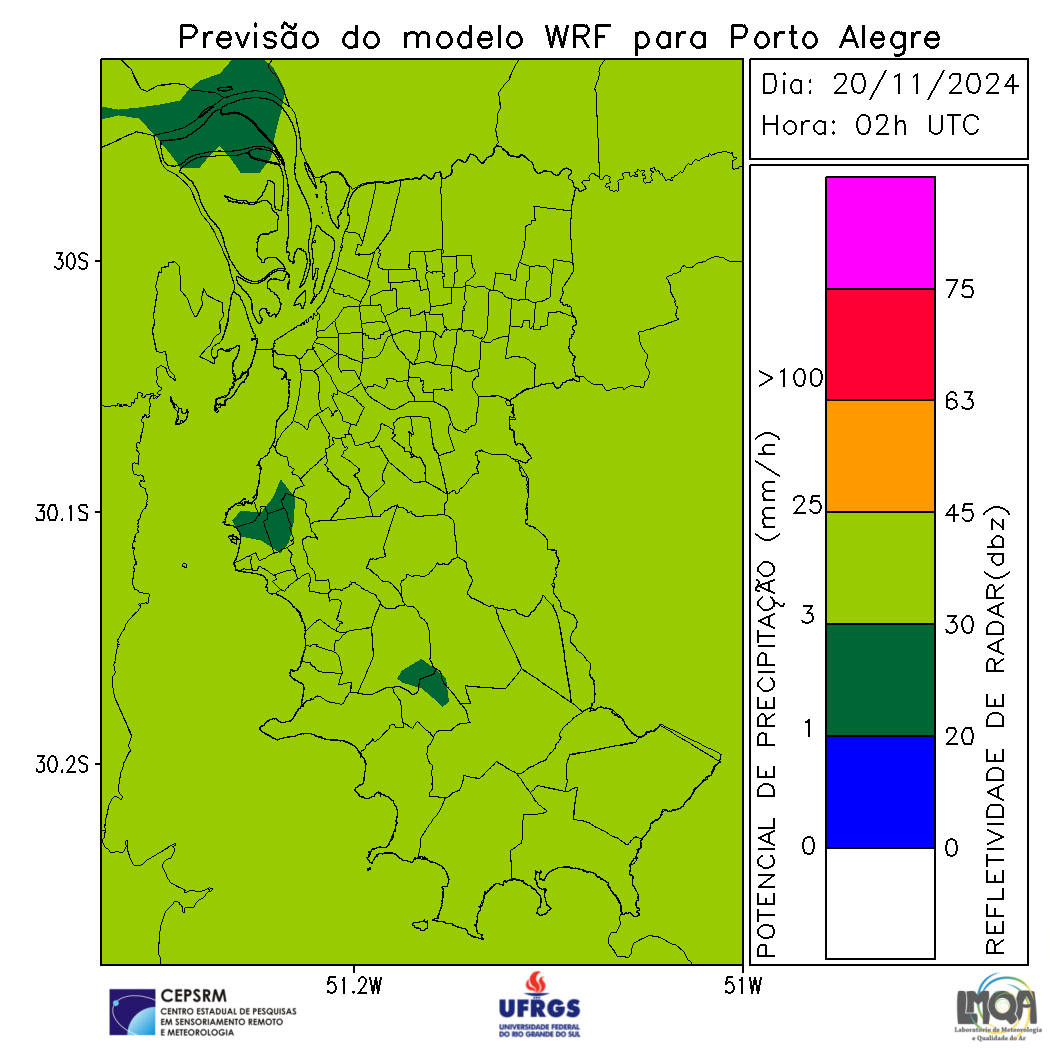 Previsão do modelo WRF para Porto Alegre
Dia: 20/11/2024
Hora: 02h UTC
30S
30.1S
30.2S
51.2W
51W
POTENCIAL DE PRECIPITAÇÃO (mm/h)
>100
25
3
1
0
75
63
45
30
20
0
REFLETIVIDADE DE RADAR(dbz)
CEPSRM
CENTRO ESTADUAL DE PESQUISAS
EM SENSORIAMENTO REMOTO
E METEOROLOGIA
UFRGS
UNIVERSIDADE FEDERAL
DO RIO GRANDE DO SUL
LMQA
Laboratório de Meteorologia
e Qualidade do Ar